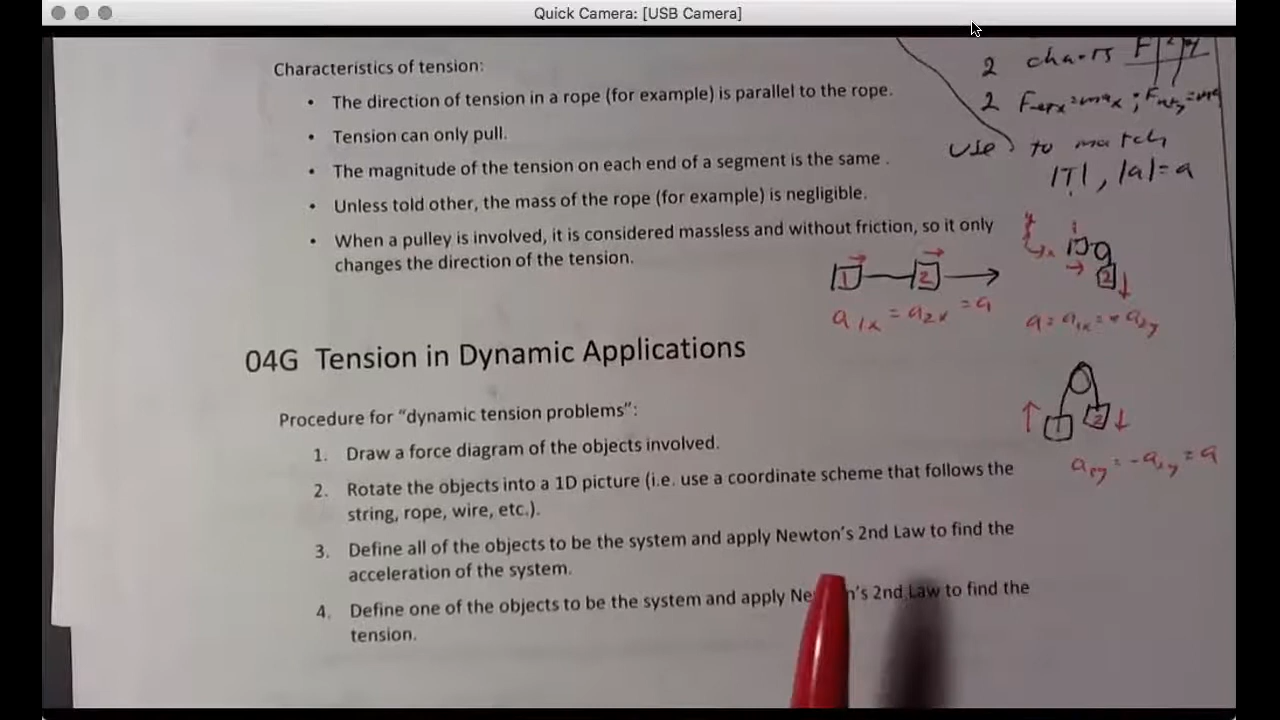 Quick Camera: [USB Camera]
Characteristics of tension:
• The direction of tension in a rope (for example) is parallel to the rope.
• Tension can only pull.
• The magnitude of the tension on each end of a segment is the same .
• Unless told other, the mass of the rope (for example) is negligible.
• When a pulley is involved, it is considered massless and without friction, so it only
changes the direction of the tension.
2 charts F x y
2
use to match
|T| , |a| = a
1 2
a1x = a2x = a
y x 1 2
a = a1x = - a2y
04G Tension in Dynamic Applications
1 2
a1y = -a2y = a
Procedure for “dynamic tension problems”:
1. Draw a force diagram of the objects involved.
2. Rotate the objects into a 1D picture (i.e. use a coordinate scheme that follows the
string, rope, wire, etc.).
3. Define all of the objects to be the system and apply Newton’s 2nd Law to find the
acceleration of the system.
4. Define one of the objects to be the system and apply Ne n’s 2nd Law to find the
tension.